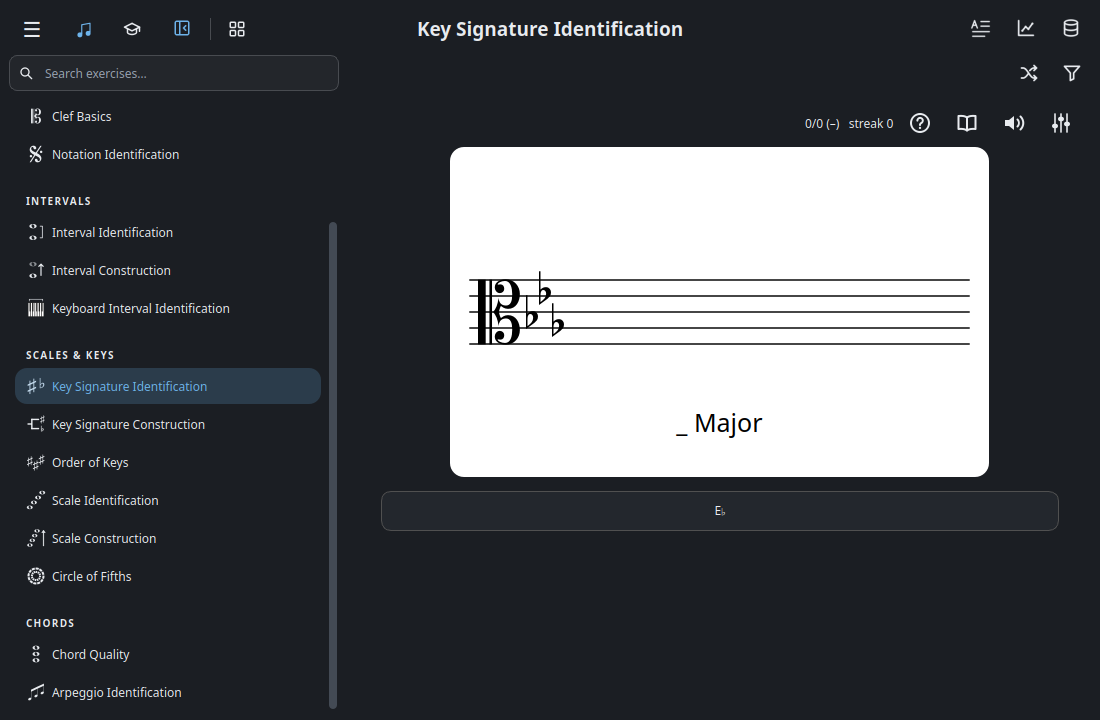 Key Signature Identification
Search exercises...
Clef Basics
Notation Identification
INTERVALS
Interval Identification
Interval Construction
Keyboard Interval Identification
SCALES & KEYS
Key Signature Identification
Key Signature Construction
Order of Keys
Scale Identification
Scale Construction
Circle of Fifths
CHORDS
Chord Quality
Arpeggio Identification
0/0 (–) streak 0
_ Major
E♭